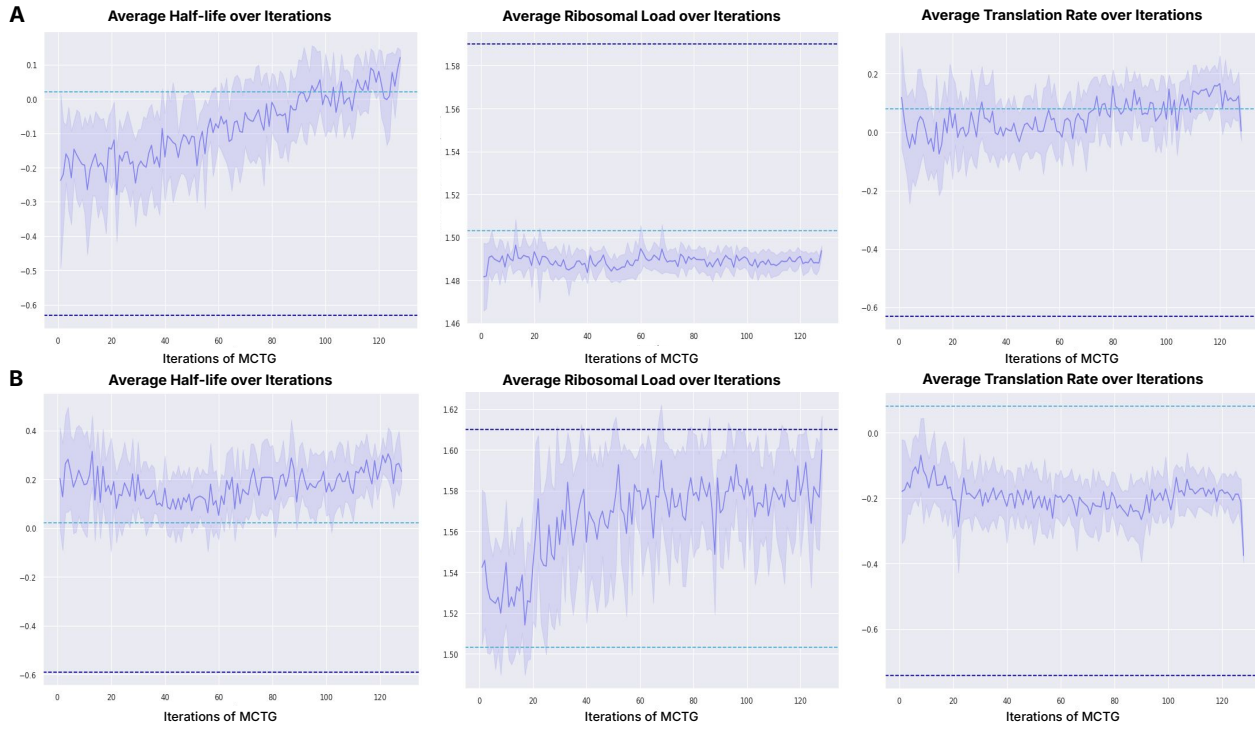 A
Average Half-life over Iterations
0.1
0.0
−0.1
−0.2
−0.3
−0.4
−0.5
−0.6
0 20 40 60 80 100 120
Iterations of MCTG
Average Ribosomal Load over Iterations
1.58
1.56
1.54
1.52
1.50
1.48
1.46
0 20 40 60 80 100 120
Iterations of MCTG
Average Translation Rate over Iterations
0.2
0.0
−0.2
−0.4
−0.6
0 20 40 60 80 100 120
Iterations of MCTG
B
Average Half-life over Iterations
0.4
0.2
0.0
−0.2
−0.4
−0.6
0 20 40 60 80 100 120
Iterations of MCTG
Average Ribosomal Load over Iterations
1.62
1.60
1.58
1.56
1.54
1.52
1.50
0 20 40 60 80 100 120
Iterations of MCTG
Average Translation Rate over Iterations
0.0
−0.2
−0.4
−0.6
0 20 40 60 80 100 120
Iterations of MCTG